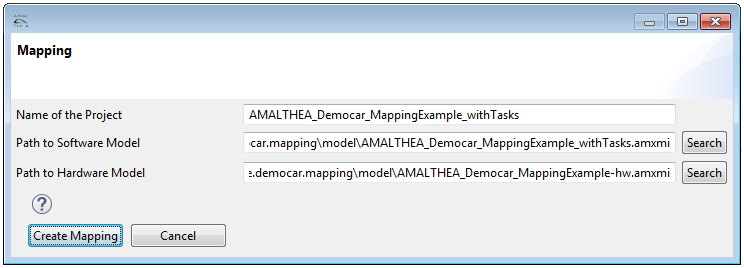 AMAL
Mapping
Name of the Project AMALTHEA_Democar_MappingExample_withTasks
Path to Software Model car.mapping\model\AMALTHEA_Democar_MappingExample_withTasks.amxmi Search
Path to Hardware Model e.democar.mapping\model\AMALTHEA_Democar_MappingExample-hw.amxmi Search
?
Create Mapping Cancel